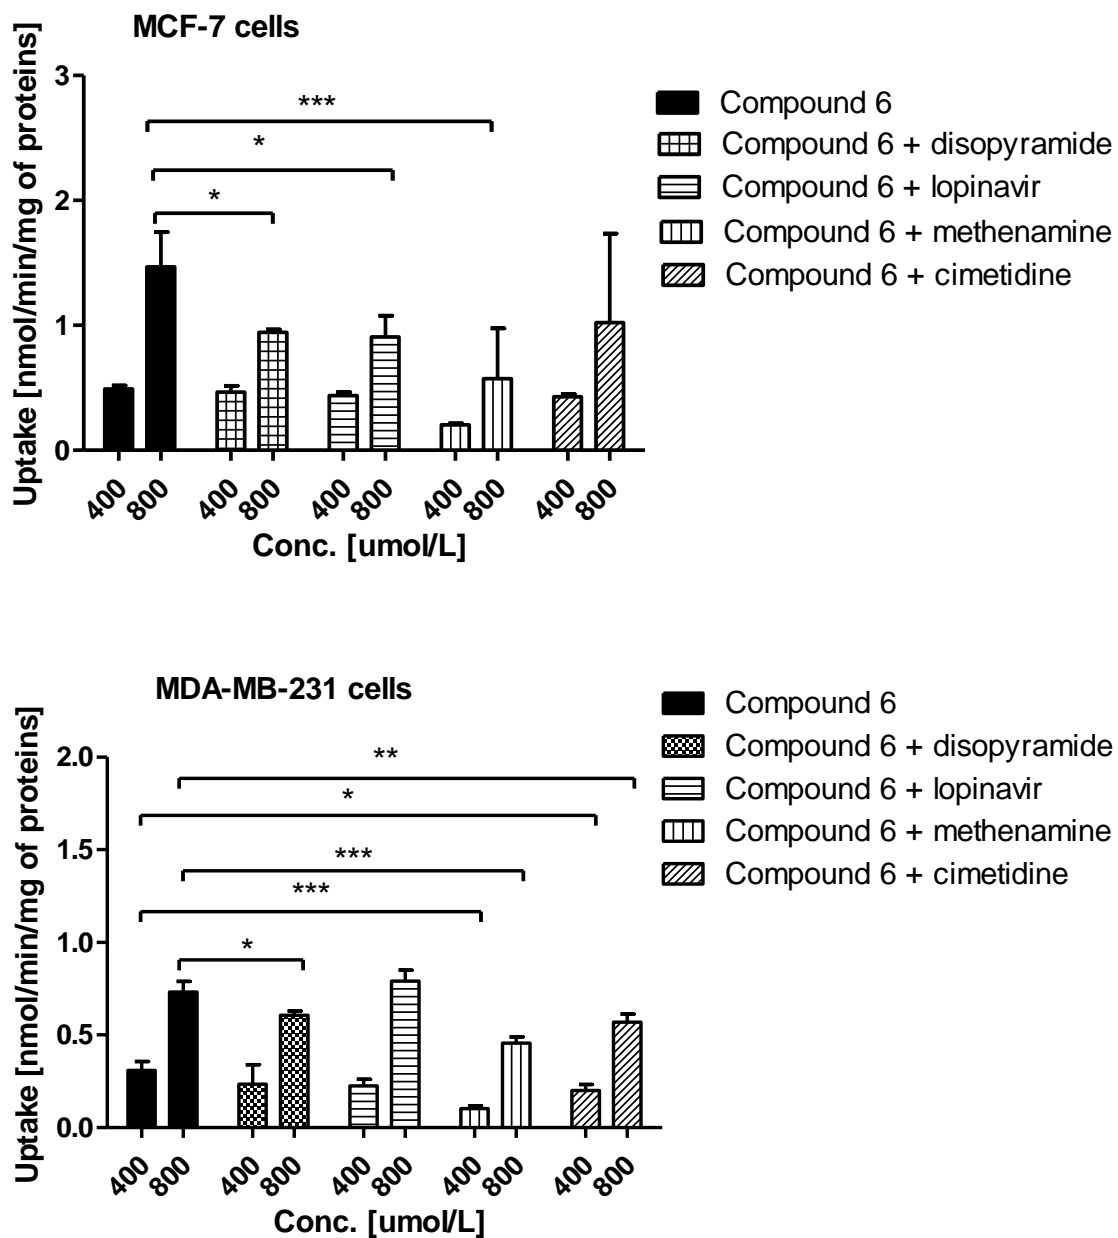 MCF-7 cells
Uptake [nmol/min/mg of proteins]
3
2
1
0
***
*
*
400
800
400
800
400
800
400
800
400
800
Conc. [umol/L]
Compound 6
Compound 6 + disopyramide
Compound 6 + lopinavir
Compound 6 + methenamine
Compound 6 + cimetidine
MDA-MB-231 cells
Uptake [nmol/min/mg of proteins]
2.0
1.5
1.0
0.5
0.0
**
*
***
***
*
400
800
400
800
400
800
400
800
400
800
Conc. [umol/L]
Compound 6
Compound 6 + disopyramide
Compound 6 + lopinavir
Compound 6 + methenamine
Compound 6 + cimetidine